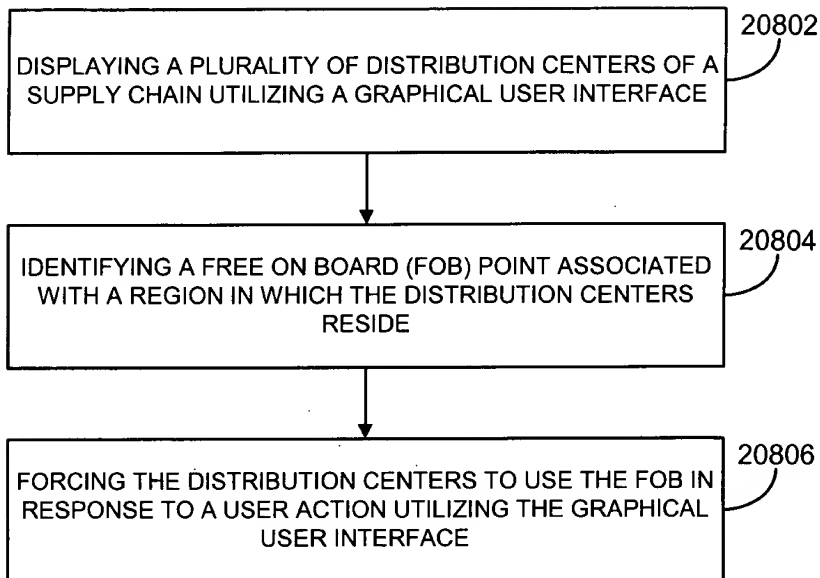 20802
DISPLAYING A PLURALITY OF DISTRIBUTION CENTERS OF A
SUPPLY CHAIN UTILIZING A GRAPHICAL USER INTERFACE
20804
IDENTIFYING A FREE ON BOARD (FOB) POINT ASSOCIATED
WITH A REGION IN WHICH THE DISTRIBUTION CENTERS
RESIDE
20806
FORCING THE DISTRIBUTION CENTERS TO USE THE FOB IN
RESPONSE TO A USER ACTION UTILIZING THE GRAPHICAL
USER INTERFACE